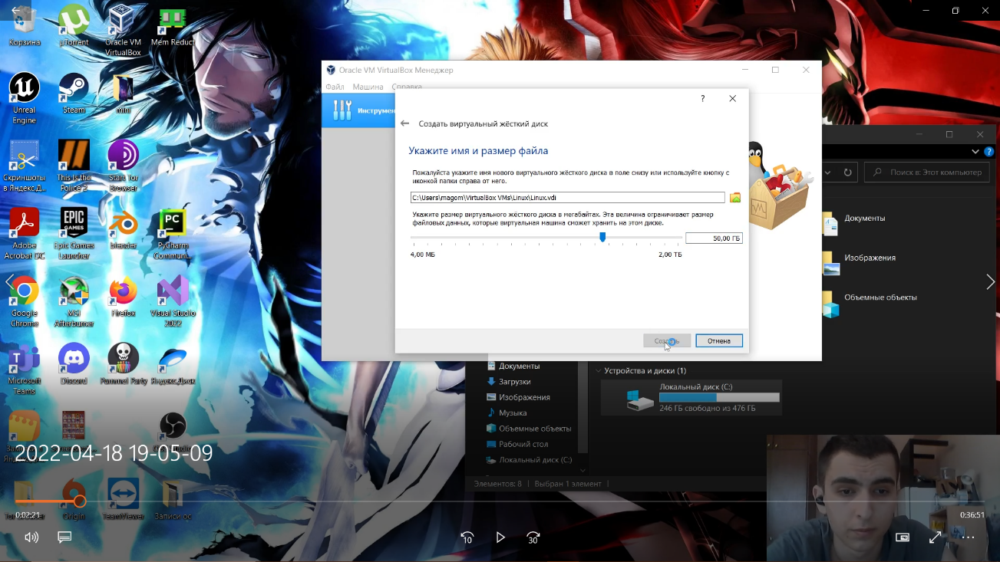 Корзина
µTorrent
Oracle VM
VirtualBox
Mem Reduct
Unreal
Engine
Steam
mini
Скриншоты
в Яндекс.Д...
This Is the
Police 2
Start Tor
Browser
Adobe
Acrobat DC
Epic Games
Launcher
blender
PyCharm
Communi...
Google
Chrome
MSI
Afterburner
Firefox
Visual Studio
2022
Microsoft
Teams
Discord
Pummel Party
Яндекс.Диск
2022-04-18 19-05-09
Origin
TeamViewer
Записи ос
0:02:21
0:36:51
10
30
Oracle VM VirtualBox Менеджер
Файл Машина Справка
Инструмен
?
Создать виртуальный жёсткий диск
Укажите имя и размер файла
Пожалуйста укажите имя нового виртуального жёсткого диска в поле снизу или используйте кнопку с
иконкой папки справа от него.
C:\Users\magom\VirtualBox VMs\Linux\Linux.vdi
Укажите размер виртуального жёсткого диска в мегабайтах. Эта величина ограничивает размер
файловых данных, которые виртуальная машина сможет хранить на этом диске.
50,00 ГБ
4,00 МБ
2,00 ТБ
Отмена
Поиск в: Этот компьютер
Документы
Изображения
Объемные объекты
Документы
Загрузки
Изображения
Музыка
Объемные объекты
Рабочий стол
Локальный диск (C:)
Устройства и диски (1)
Локальный диск (C:)
246 ГБ свободно из 476 ГБ
Элементов: 8 | Выбран 1 элемент |